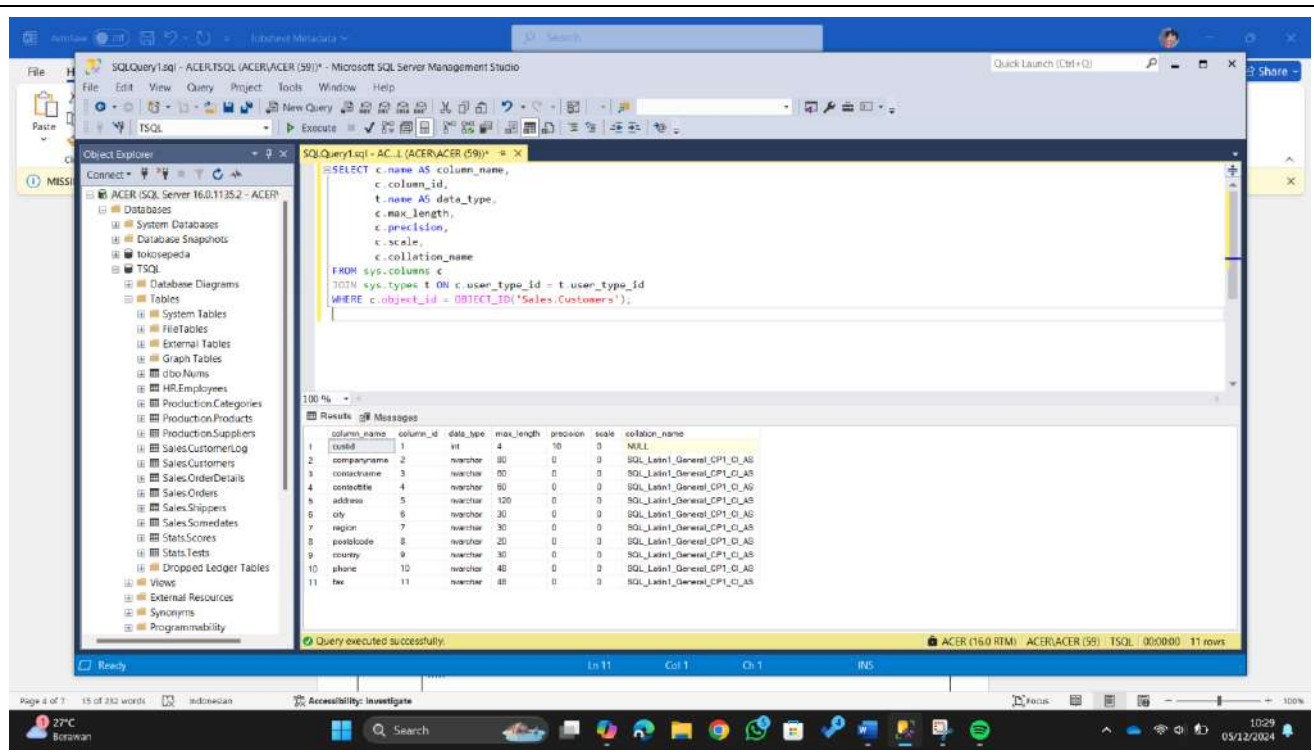 Search
File
Share
Paste
SQLQuery1.sql - ACER.TSQL (ACER\ACER (59))* - Microsoft SQL Server Management Studio
Quick Launch (Ctrl+Q)
File Edit View Query Project Tools Window Help
New Query
TSQL
Execute
Object Explorer
SQLQuery1.sql - AC...L (ACER\ACER (59))*
Connect
ACER (SQL Server 16.0.1135.2 - ACER\
Databases
System Databases
Database Snapshots
tokosepeda
TSQL
Database Diagrams
Tables
System Tables
FileTables
External Tables
Graph Tables
dbo.Nums
HR.Employees
Production.Categories
Production.Products
Production.Suppliers
Sales.CustomerLog
Sales.Customers
Sales.OrderDetails
Sales.Orders
Sales.Shippers
Sales.Somedates
Stats.Scores
Stats.Tests
Dropped Ledger Tables
Views
External Resources
Synonyms
Programmability
SELECT c.name AS column_name,
c.column_id,
t.name AS data_type,
c.max_length,
c.precision,
c.scale,
c.collation_name
FROM sys.columns c
JOIN sys.types t ON c.user_type_id = t.user_type_id
WHERE c.object_id = OBJECT_ID('Sales.Customers');
100 %
Results Messages
column_name column_id data_type max_length precision scale collation_name
1 custid 1 int 4 10 0 NULL
2 companyname 2 nvarchar 80 0 0 SQL_Latin1_General_CP1_CI_AS
3 contactname 3 nvarchar 60 0 0 SQL_Latin1_General_CP1_CI_AS
4 contacttitle 4 nvarchar 60 0 0 SQL_Latin1_General_CP1_CI_AS
5 address 5 nvarchar 120 0 0 SQL_Latin1_General_CP1_CI_AS
6 city 6 nvarchar 30 0 0 SQL_Latin1_General_CP1_CI_AS
7 region 7 nvarchar 30 0 0 SQL_Latin1_General_CP1_CI_AS
8 postalcode 8 nvarchar 20 0 0 SQL_Latin1_General_CP1_CI_AS
9 country 9 nvarchar 30 0 0 SQL_Latin1_General_CP1_CI_AS
10 phone 10 nvarchar 48 0 0 SQL_Latin1_General_CP1_CI_AS
11 fax 11 nvarchar 48 0 0 SQL_Latin1_General_CP1_CI_AS
Query executed successfully.
ACER (16.0 RTM) ACER\ACER (59) TSQL 00:00:00 11 rows
Ready
Ln 11 Col 1 Ch 1 INS
Page 4 of 7 15 of 232 words Indonesian Accessibility: Investigate Focus 100%
27°C
Berawan
Search
10:29
05/12/2024